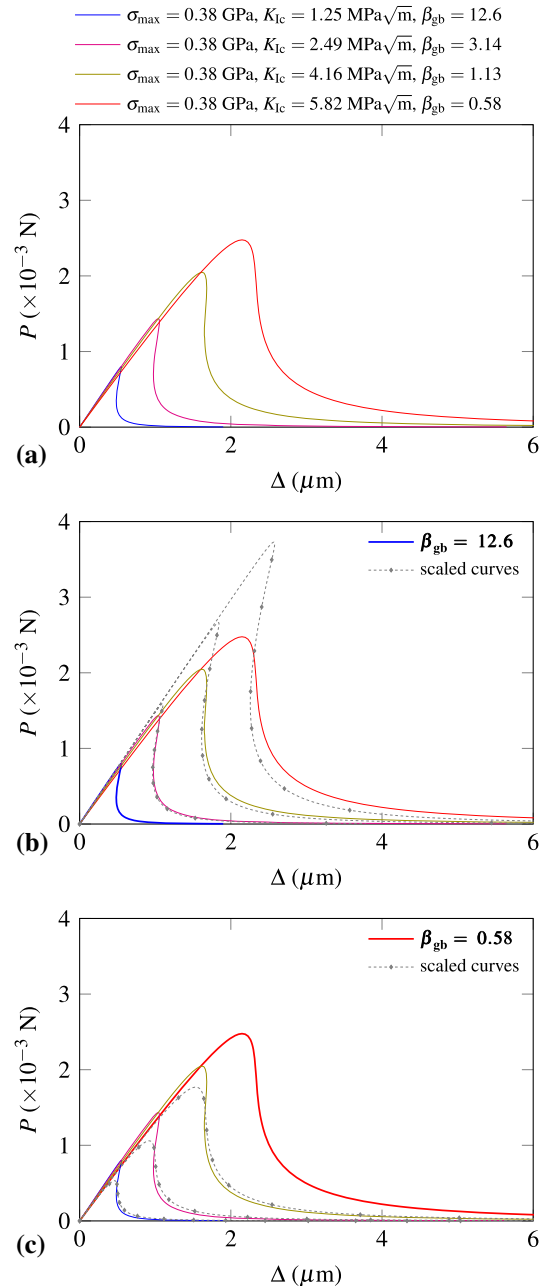 σmax = 0.38 GPa, KIc = 1.25 MPa√m, βgb = 12.6
σmax = 0.38 GPa, KIc = 2.49 MPa√m, βgb = 3.14
σmax = 0.38 GPa, KIc = 4.16 MPa√m, βgb = 1.13
σmax = 0.38 GPa, KIc = 5.82 MPa√m, βgb = 0.58
4
3
2
1
0
P (×10−3 N)
0 2 4 6
(a)
Δ (μm)
4
3
2
1
0
P (×10−3 N)
βgb = 12.6
scaled curves
0 2 4 6
(b)
Δ (μm)
4
3
2
1
0
P (×10−3 N)
βgb = 0.58
scaled curves
0 2 4 6
(c)
Δ (μm)